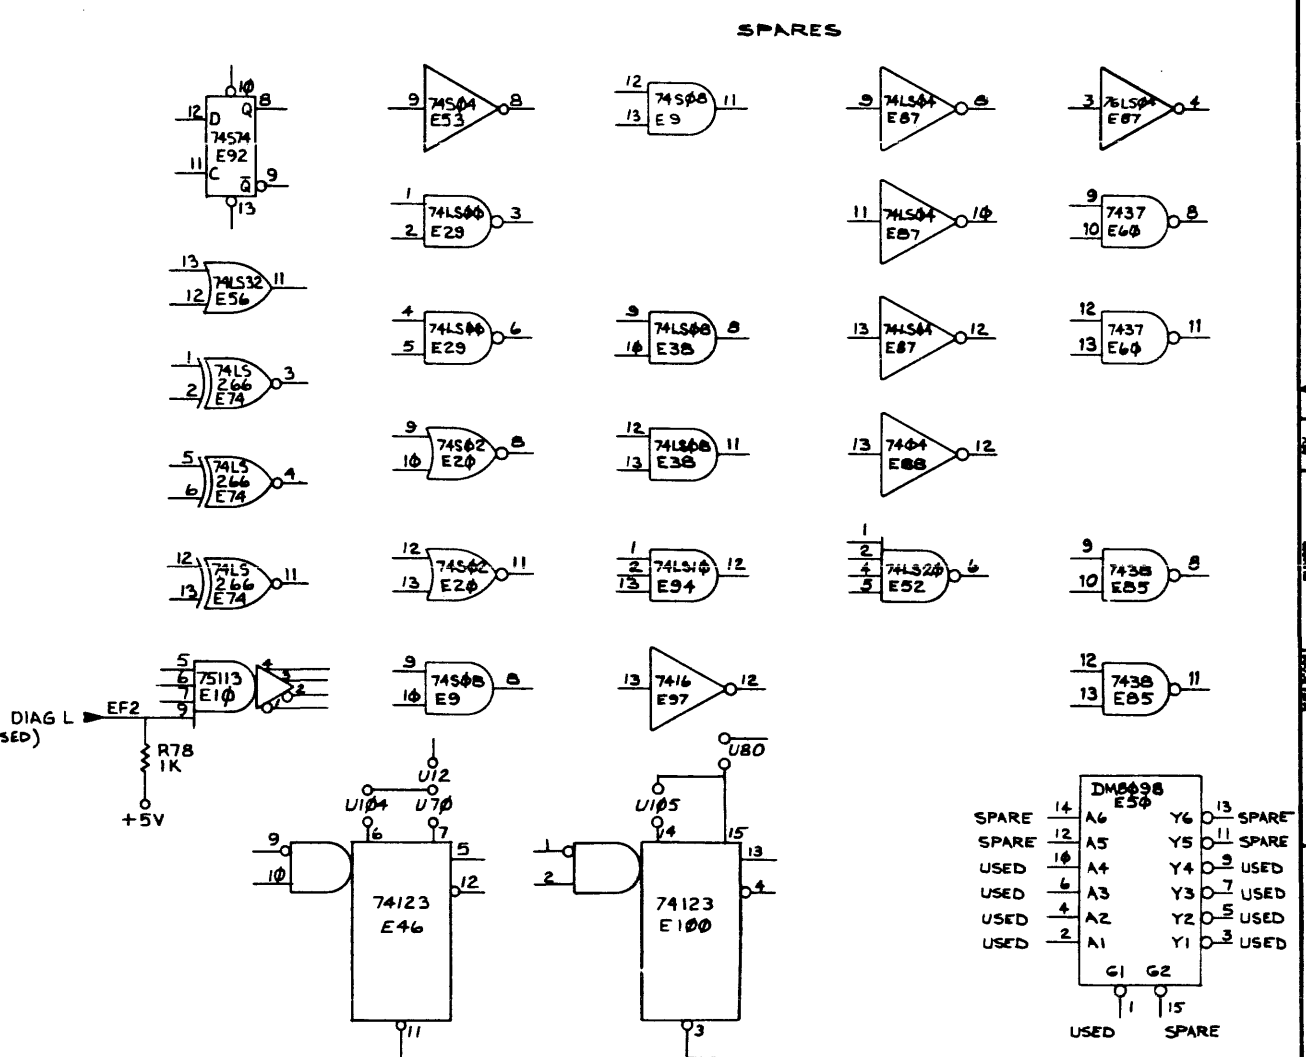 SPARES
10
12 D Q 8
74S74
E92
11 C Q̅ 9
13
9 74S04 8
E53
12 74S08 11
13 E9
9 74LS04 8
E87
3 76LS04 4
E87
1 74LS00 3
2 E29
11 74LS04 10
E87
9 7437 8
10 E60
13 74LS32 11
12 E56
4 74LS00 6
5 E29
9 74LS08 8
10 E38
13 74LS04 12
E87
12 7437 11
13 E60
1 74LS 3
2 266
E74
9 74S02 8
10 E20
12 74LS08 11
13 E38
13 7404 12
E88
5 74LS 4
6 266
E74
12 74S02 11
13 E20
1
2 74LS10 12
13 E94
1
2
4 74LS20 6
5 E52
9 7438 8
10 E85
12 74LS 11
13 266
E74
5 4
6 75113 3
7 E10 2
9 1
DIAG L EF2
SED)
R78
1K
+5V
9 74S08 8
10 E9
13 7416 12
E97
12 7438 11
13 E85
U12
U104 U70
6 7
9 5
10 12
74123
E46
11
U80
U105
14 15
1 13
2 4
74123
E100
3
DM8098
E50
SPARE 14 A6 Y6 13 SPARE
SPARE 12 A5 Y5 11 SPARE
USED 10 A4 Y4 9 USED
USED 6 A3 Y3 7 USED
USED 4 A2 Y2 5 USED
USED 2 A1 Y1 3 USED
G1 G2
1 15
USED SPARE